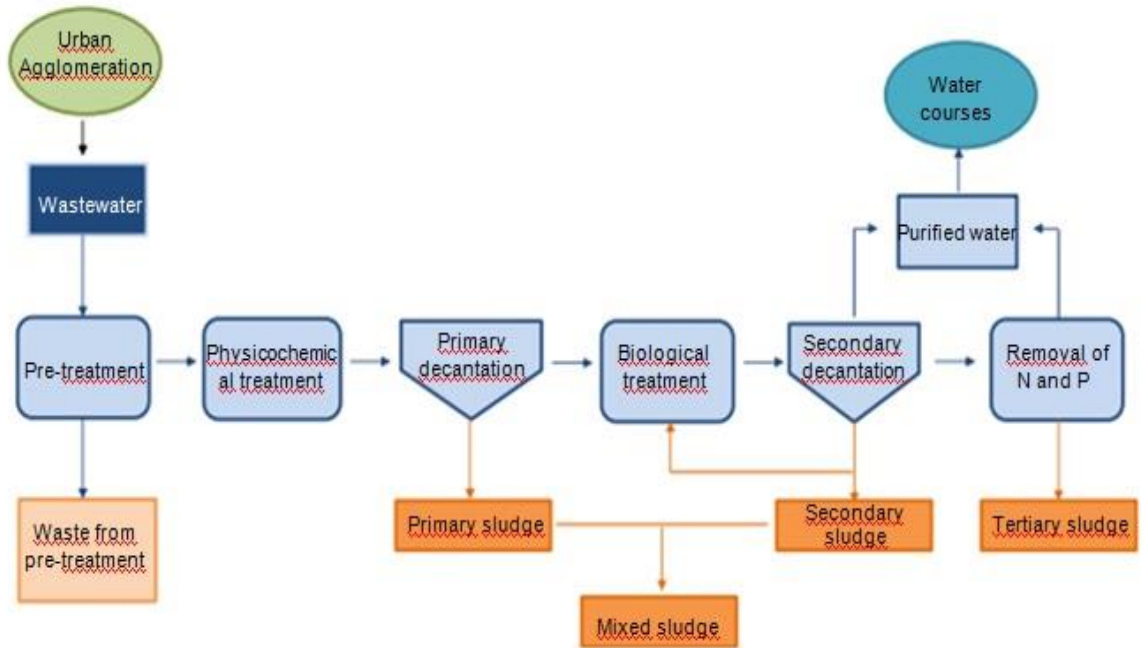 Urban
Agglomeration
Water
courses
Wastewater
Purified water
Pre-treatment
Physicochemic
al treatment
Primary
decantation
Biological
treatment
Secondary
decantation
Removal of
N and P
Waste from
pre-treatment
Primary sludge
Secondary
sludge
Tertiary sludge
Mixed sludge